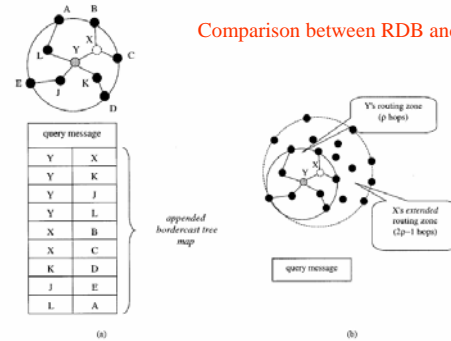 Comparison between RDB and
A
B
X
Y
L
C
E
J
K
D
query message
Y X
Y K
Y J
Y L
X B
X C
K D
J E
L A
appended
bordercast tree
map
(a)
Y's routing zone
(ρ hops)
X
Y
X's extended
routing zone
(2ρ−1 hops)
query message
(b)